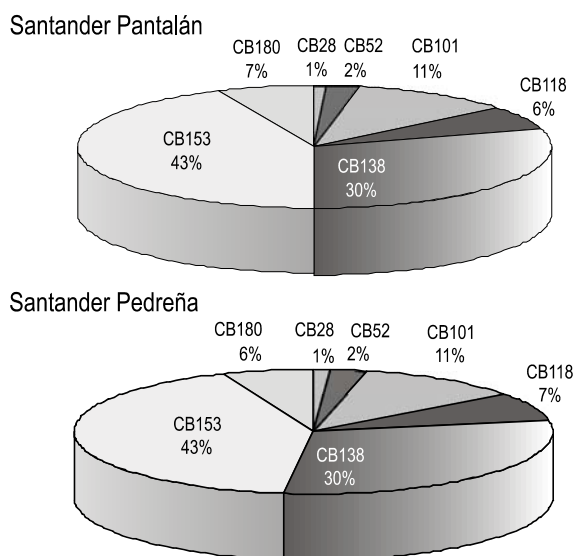 Santander Pantalán
CB180 CB28 CB52 CB101
7% 1% 2% 11%
CB118
6%
CB153
43%
CB138
30%
Santander Pedreña
CB180 CB28 CB52 CB101
6% 1% 2% 11%
CB118
7%
CB153
43%
CB138
30%